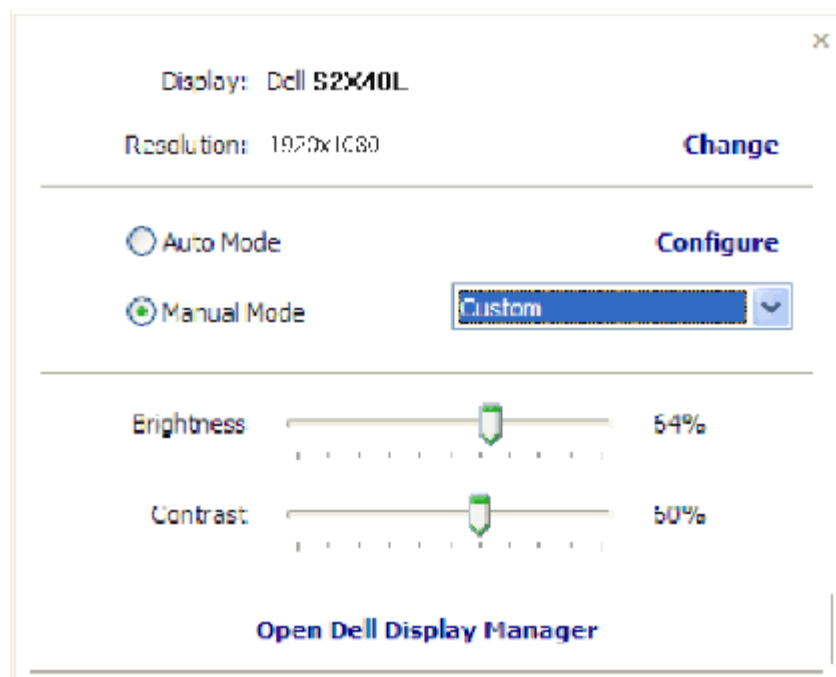 Display: Dell S2X40L
Resolution: 1920x1080 Change
Auto Mode Configure
Manual Mode Custom
Brightness 64%
Contrast 60%
Open Dell Display Manager